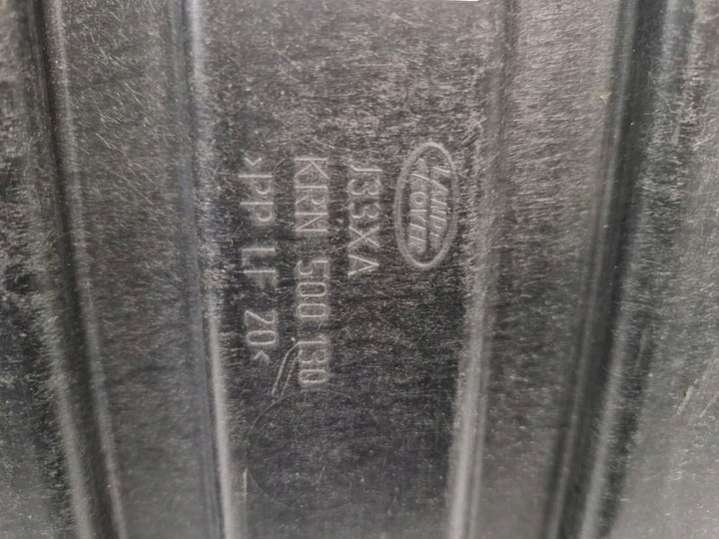 LAND
ROVER
J33XA
KRN 500 130
>PP LF 20<